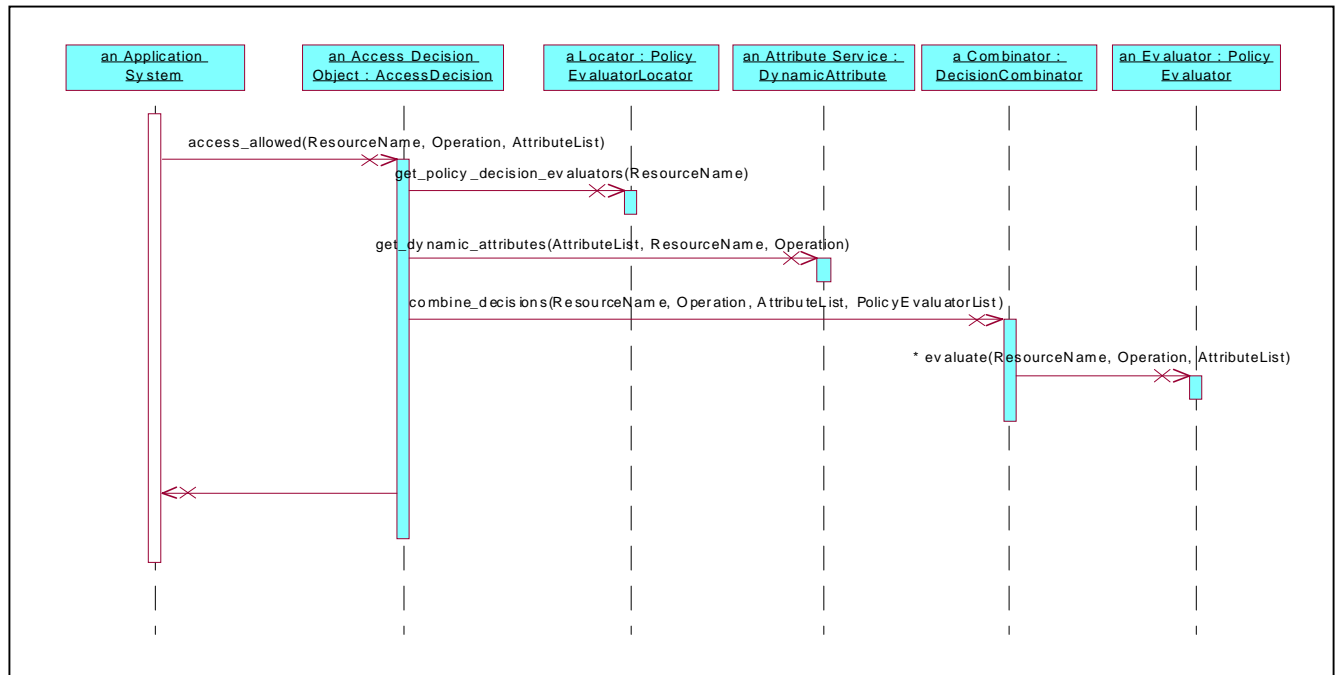 an Application
System
an Access Decision
Object : AccessDecision
a Locator : Policy
EvaluatorLocator
an Attribute Service :
DynamicAttribute
a Combinator :
DecisionCombinator
an Evaluator : Policy
Evaluator
access_allowed(ResourceName, Operation, AttributeList)
get_policy_decision_evaluators(ResourceName)
get_dynamic_attributes(AttributeList, ResourceName, Operation)
combine_decisions(ResourceName, Operation, AttributeList, PolicyEvaluatorList)
* evaluate(ResourceName, Operation, AttributeList)